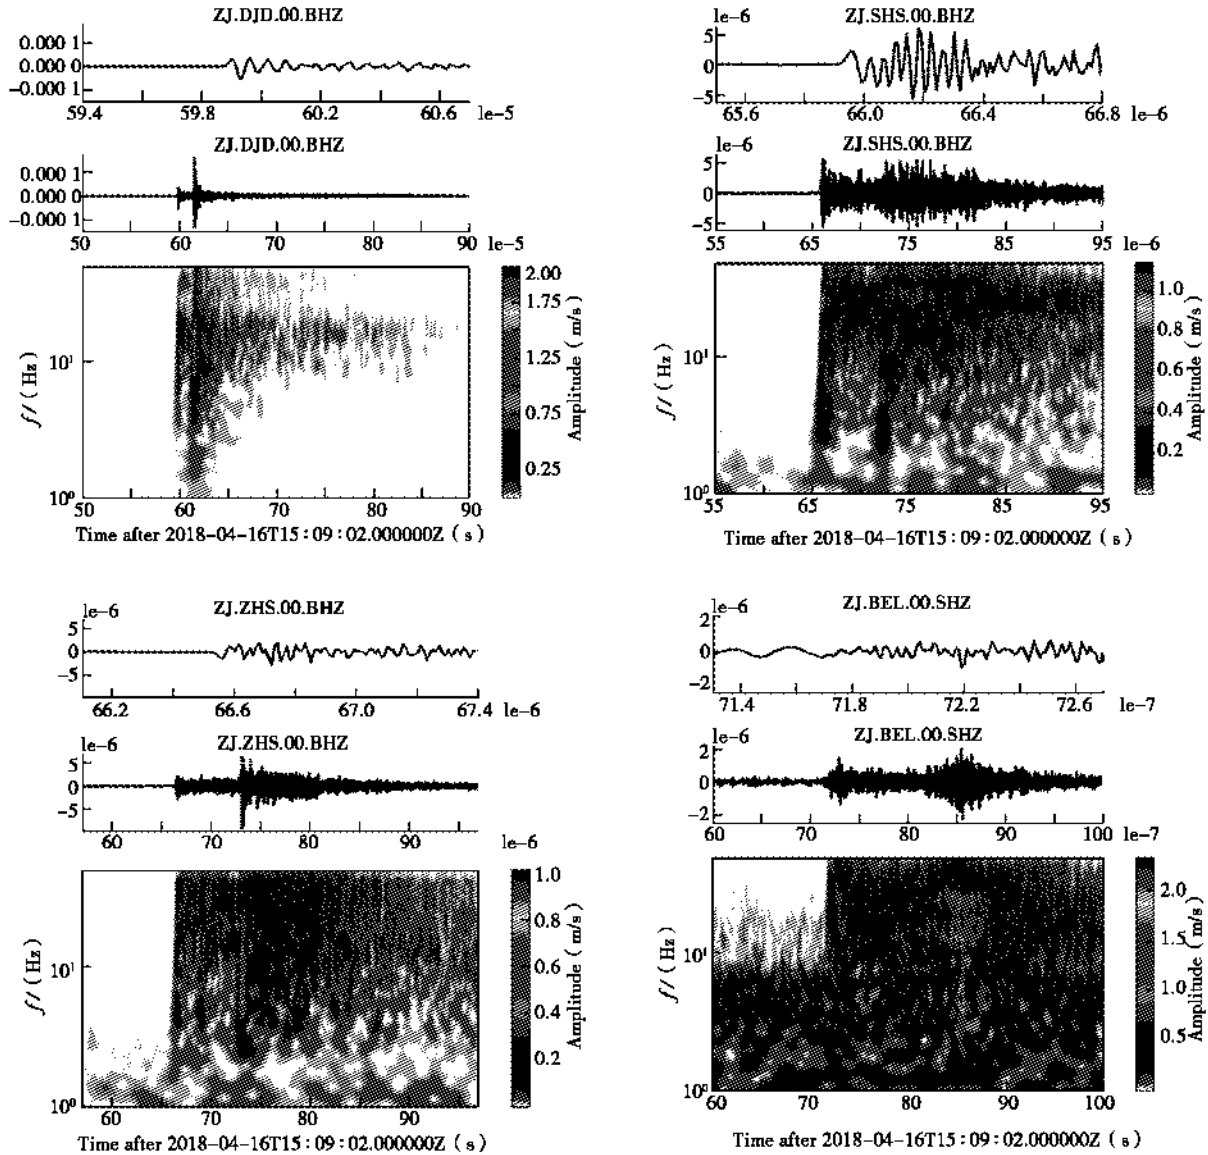 ZJ.DJD.00.BHZ
0.000 1
0.000 0
−0.000 1
59.4 59.8 60.2 60.6 1e−5
ZJ.DJD.00.BHZ
0.000 1
0.000 0
−0.000 1
50 60 70 80 90 1e−5
f/(Hz)
10¹
10⁰
50 60 70 80 90
2.00
1.75
1.25
0.75
0.25
Amplitude (m/s)
Time after 2018−04−16T15:09:02.000000Z (s)
1e−6
ZJ.SHS.00.BHZ
5
0
−5
65.6 66.0 66.4 66.8 1e−6
ZJ.SHS.00.BHZ
5
0
−5
55 65 75 85 95 1e−6
f/(Hz)
10¹
10⁰
55 65 75 85 95
1.0
0.8
0.6
0.4
0.2
Amplitude (m/s)
Time after 2018−04−16T15:09:02.000000Z (s)
1e−6
ZJ.ZHS.00.BHZ
5
0
−5
66.2 66.6 67.0 67.4 1e−6
1e−6
ZJ.ZHS.00.BHZ
5
0
−5
60 70 80 90 1e−6
f/(Hz)
10¹
10⁰
60 70 80 90
1.0
0.8
0.6
0.4
0.2
Amplitude (m/s)
Time after 2018−04−16T15:09:02.000000Z (s)
1e−6
ZJ.BEL.00.SHZ
2
0
−2
71.4 71.8 72.2 72.6 1e−7
1e−6
ZJ.BEL.00.SHZ
2
0
−2
60 70 80 90 100 1e−7
f/(Hz)
10¹
10⁰
60 70 80 90 100
2.0
1.5
1.0
0.5
Amplitude (m/s)
Time after 2018−04−16T15:09:02.000000Z (s)